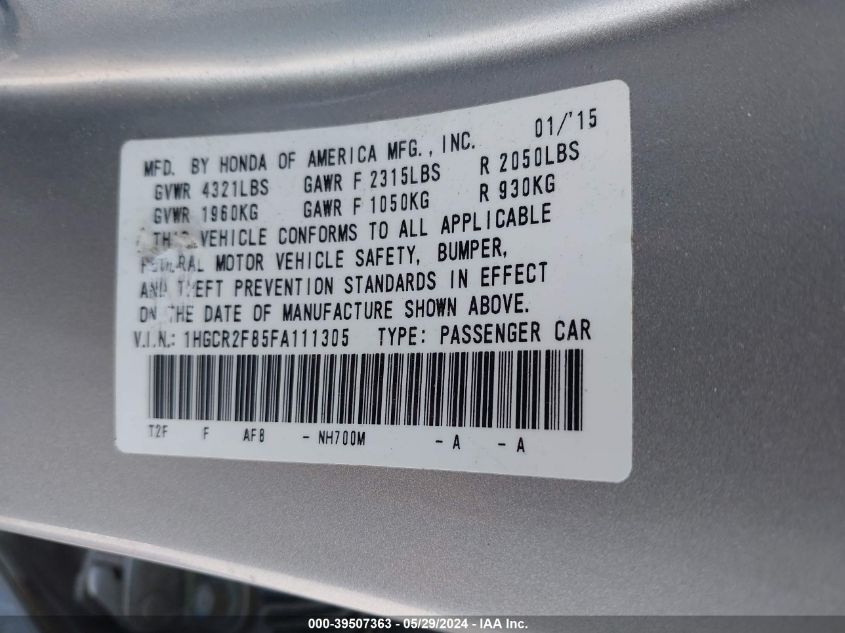 MFD. BY HONDA OF AMERICA MFG., INC. 01/'15
GVWR 4321LBS GAWR F 2315LBS R 2050LBS
GVWR 1960KG GAWR F 1050KG R 930KG
THIS VEHICLE CONFORMS TO ALL APPLICABLE
FEDERAL MOTOR VEHICLE SAFETY, BUMPER,
AND THEFT PREVENTION STANDARDS IN EFFECT
ON THE DATE OF MANUFACTURE SHOWN ABOVE.
V.I.N.: 1HGCR2F85FA111305 TYPE: PASSENGER CAR
T2F F AF8 - NH700M - A - A
000-39507363 - 05/29/2024 - IAA Inc.